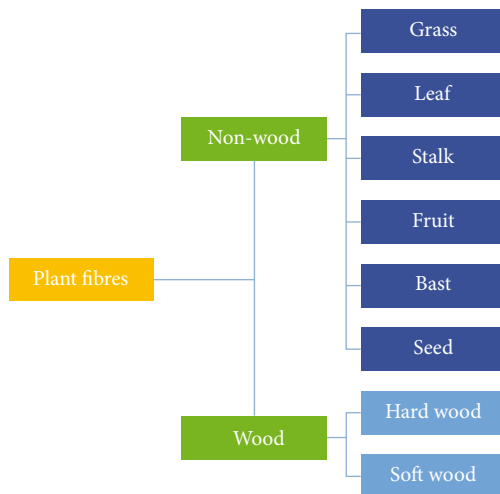 Plant fibres
Non-wood
Grass
Leaf
Stalk
Fruit
Bast
Seed
Wood
Hard wood
Soft wood